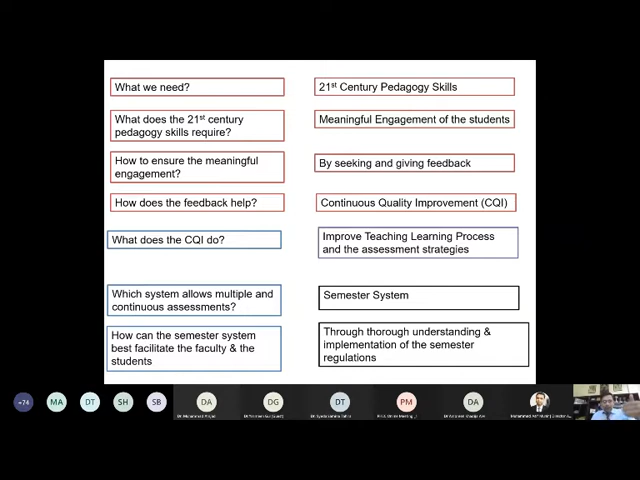 What we need?
21st Century Pedagogy Skills
What does the 21st century
pedagogy skills require?
Meaningful Engagement of the students
How to ensure the meaningful
engagement?
By seeking and giving feedback
How does the feedback help?
Continuous Quality Improvement (CQI)
What does the CQI do?
Improve Teaching Learning Process
and the assessment strategies
Which system allows multiple and
continuous assessments?
Semester System
How can the semester system
best facilitate the faculty & the
students
Through thorough understanding &
implementation of the semester
regulations
+74
MA
DT
SH
SB
DA
DG
DT
PM
DA